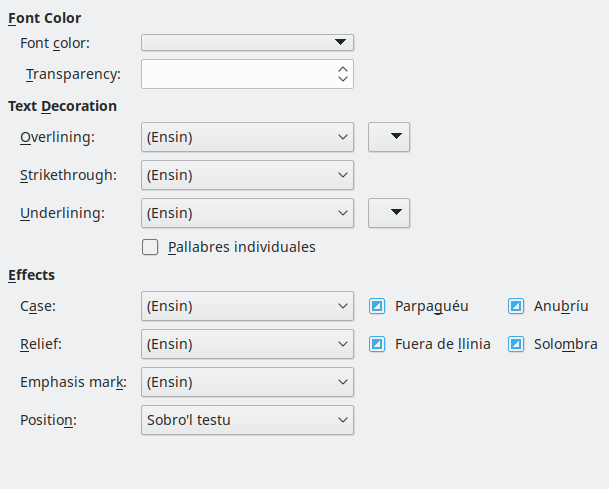 Font Color
Font color:
Transparency:
Text Decoration
Overlining: (Ensin)
Strikethrough: (Ensin)
Underlining: (Ensin)
Pallabres individuales
Effects
Case: (Ensin) Parpaguéu Anubríu
Relief: (Ensin) Fuera de llinia Solombra
Emphasis mark: (Ensin)
Position: Sobro'l testu